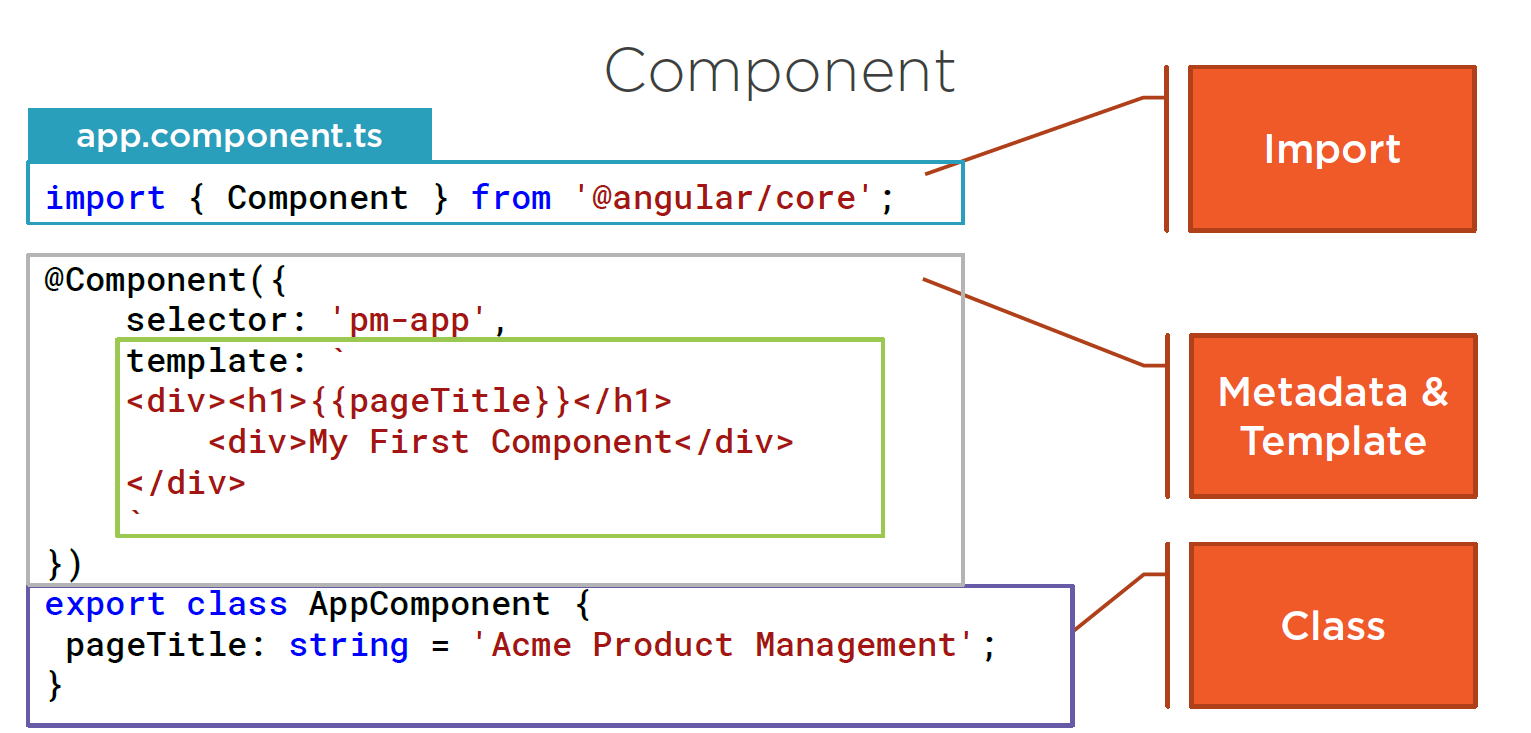 Component
app.component.ts
import { Component } from '@angular/core';
@Component({
     selector: 'pm-app',
     template: `
     <div><h1>{{pageTitle}}</h1>
         <div>My First Component</div>
     </div>
     `
})
export class AppComponent {
 pageTitle: string = 'Acme Product Management';
}
Import
Metadada &
Template
Class